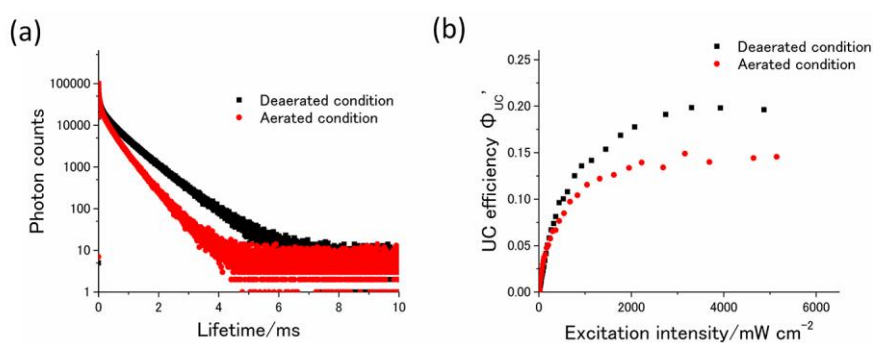 (a)
Photon counts
100000
10000
1000
100
10
1
Deaerated condition
Aerated condition
0
2
4
6
8
10
Lifetime/ms
(b)
UC efficiency Φ_UC'
0.25
0.20
0.15
0.10
0.05
0.00
Deaerated condition
Aerated condition
0
2000
4000
6000
Excitation intensity/mW cm⁻²